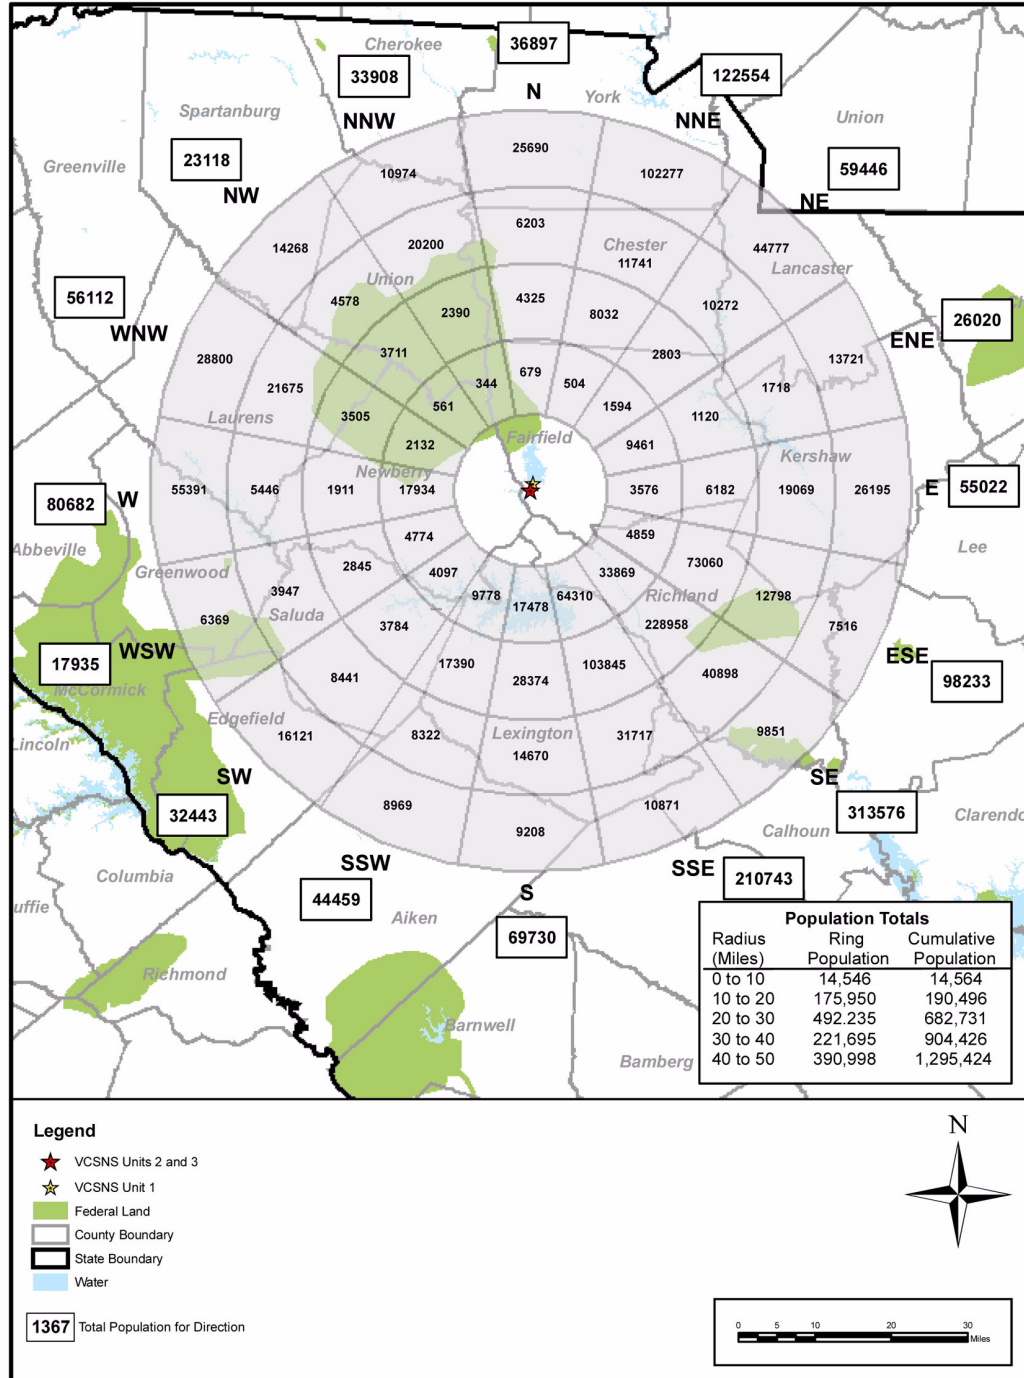 36897
Cherokee
33908
122554
N
York
NNW
NNE
Spartanburg
Union
23118
Greenville
59446
25690
10974
102277
NW
NE
6203
20200
14268
Chester
11741
44777
Lancaster
Union
56112
4578
2390
4325
8032
10272
26020
WNW
ENE
28800
3711
2803
13721
679
344
504
21675
1718
561
1594
3505
1120
Laurens
2132
Fairfield
9461
Kershaw
Newberry
55391
5446
1911
17934
3576
6182
19069
26195
E
55022
W
80682
4774
4859
Abbeville
Lee
2845
73060
Greenwood
4097
33869
3947
9778
17478
64310
Richland
12798
Saluda
6369
3784
228958
7516
WSW
17935
ESE
98233
17390
103845
8441
28374
40898
McCormick
Edgefield
Lincoln
16121
8322
Lexington
31717
9851
14670
SW
SE
8969
10871
32443
9208
313576
Calhoun
SSW
SSE
Columbia
210743
44459
S
Aiken
69730
Richmond
Barnwell
Bamberg
Population Totals
Radius Ring Cumulative
(Miles) Population Population
0 to 10 14,546 14,564
10 to 20 175,950 190,496
20 to 30 492.235 682,731
30 to 40 221,695 904,426
40 to 50 390,998 1,295,424
Legend
VCSNS Units 2 and 3
VCSNS Unit 1
Federal Land
County Boundary
State Boundary
Water
1367 Total Population for Direction
N
0 5 10 20 30
Miles